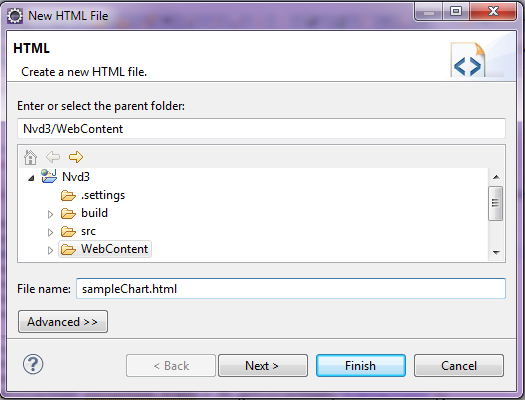 New HTML File
HTML
Create a new HTML file.
Enter or select the parent folder:
Nvd3/WebContent
Nvd3
.settings
build
src
WebContent
File name: sampleChart.html
Advanced >>
? < Back Next > Finish Cancel